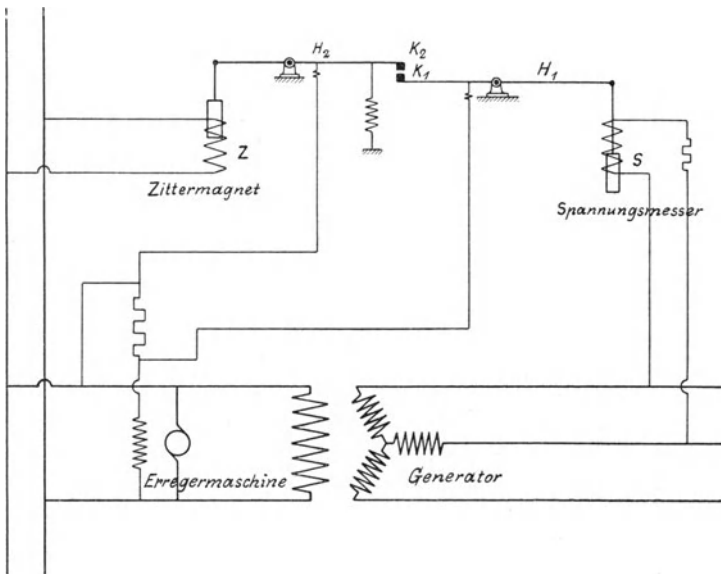 H₂
K₂
K₁
H₁
Z
Zittermagnet
S
Spannungsmesser
Erregermaschine
Generator